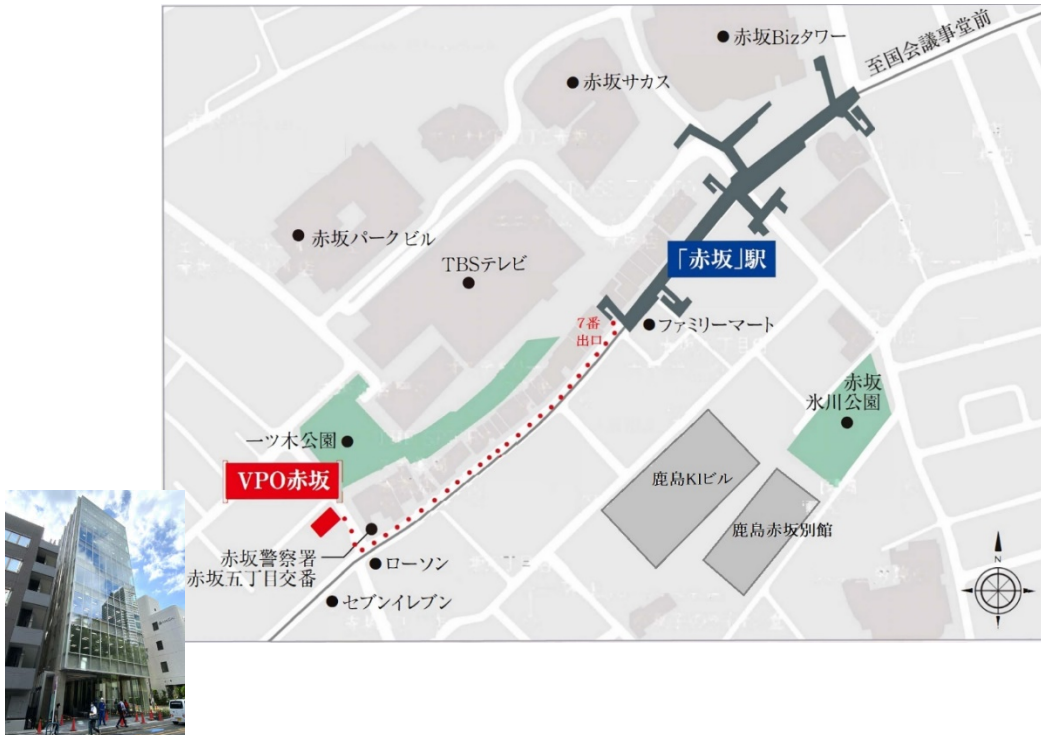 赤坂Bizタワー
至国会議事堂前
赤坂サカス
赤坂パークビル
TBSテレビ
「赤坂」駅
7番
出口
ファミリーマート
赤坂
氷川公園
一ツ木公園
VPO赤坂
鹿島KIビル
鹿島赤坂別館
赤坂警察署
赤坂五丁目交番
ローソン
セブンイレブン